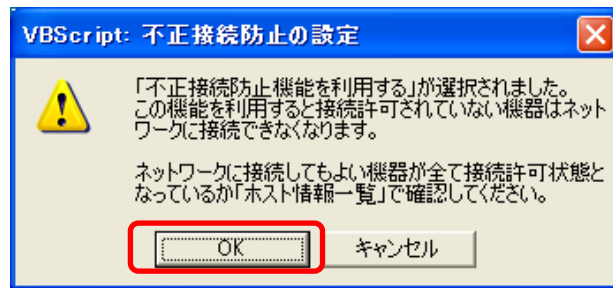 VBScript: 不正接続防止の設定
「不正接続防止機能を利用する」が選択されました。
この機能を利用すると接続許可されていない機器はネット
ワークに接続できなくなります。
ネットワークに接続してもよい機器が全て接続許可状態と
なっているか「ホスト情報一覧」で確認してください。
OK
キャンセル